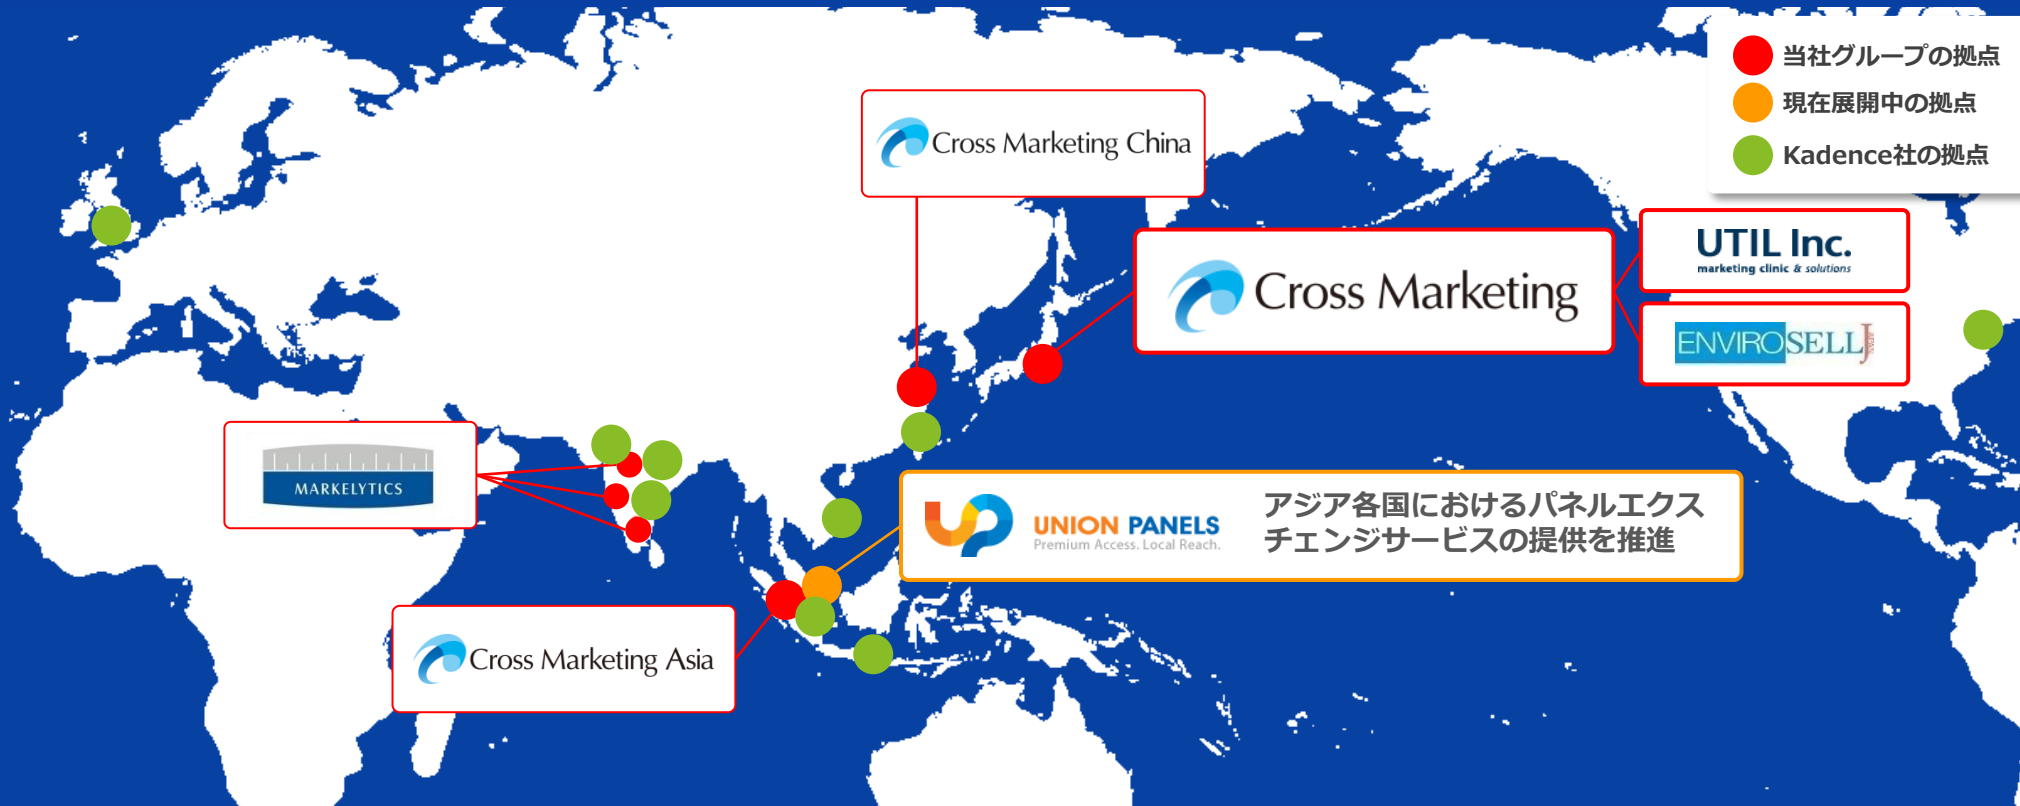 当社グループの拠点
現在展開中の拠点
Kadence社の拠点
Cross Marketing China
Cross Marketing
UTIL Inc.
marketing clinic & solutions
ENVIROSELL
JAPAN
MARKELYTICS
UNION PANELS
Premium Access. Local Reach.
アジア各国におけるパネルエクス
チェンジサービスの提供を推進
Cross Marketing Asia